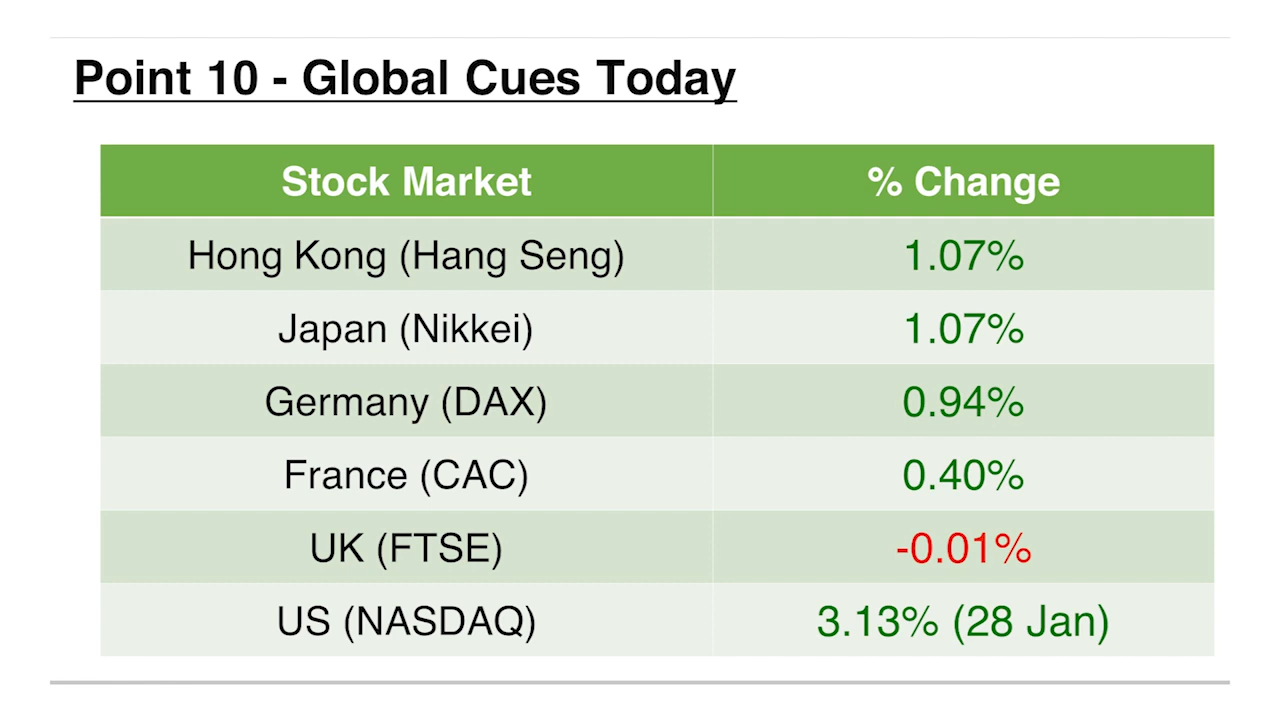 Point 10 - Global Cues Today
Stock Market % Change
Hong Kong (Hang Seng) 1.07%
Japan (Nikkei) 1.07%
Germany (DAX) 0.94%
France (CAC) 0.40%
UK (FTSE) -0.01%
US (NASDAQ) 3.13% (28 Jan)